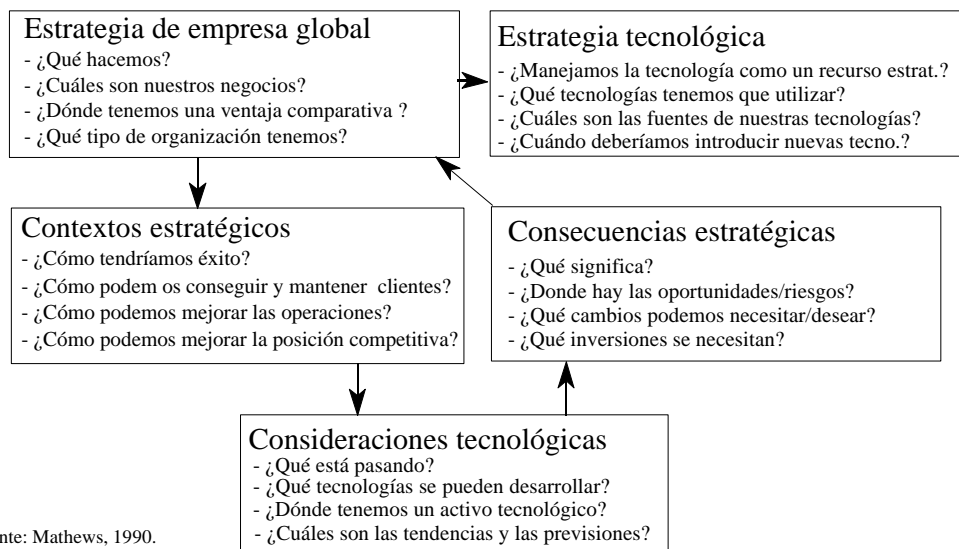 Estrategia de empresa global
- ¿Qué hacemos?
- ¿Cuáles son nuestros negocios?
- ¿Dónde tenemos una ventaja comparativa ?
- ¿Qué tipo de organización tenemos?
Estrategia tecnológica
- ¿Manejamos la tecnología como un recurso estrat.?
- ¿Qué tecnologías tenemos que utilizar?
- ¿Cuáles son las fuentes de nuestras tecnologías?
- ¿Cuándo deberíamos introducir nuevas tecno.?
Contextos estratégicos
- ¿Cómo tendríamos éxito?
- ¿Cómo podem os conseguir y mantener clientes?
- ¿Cómo podemos mejorar las operaciones?
- ¿Cómo podemos mejorar la posición competitiva?
Consecuencias estratégicas
- ¿Qué significa?
- ¿Donde hay las oportunidades/riesgos?
- ¿Qué cambios podemos necesitar/desear?
- ¿Qué inversiones se necesitan?
Consideraciones tecnológicas
- ¿Qué está pasando?
- ¿Qué tecnologías se pueden desarrollar?
- ¿Dónde tenemos un activo tecnológico?
- ¿Cuáles son las tendencias y las previsiones?
nte: Mathews, 1990.